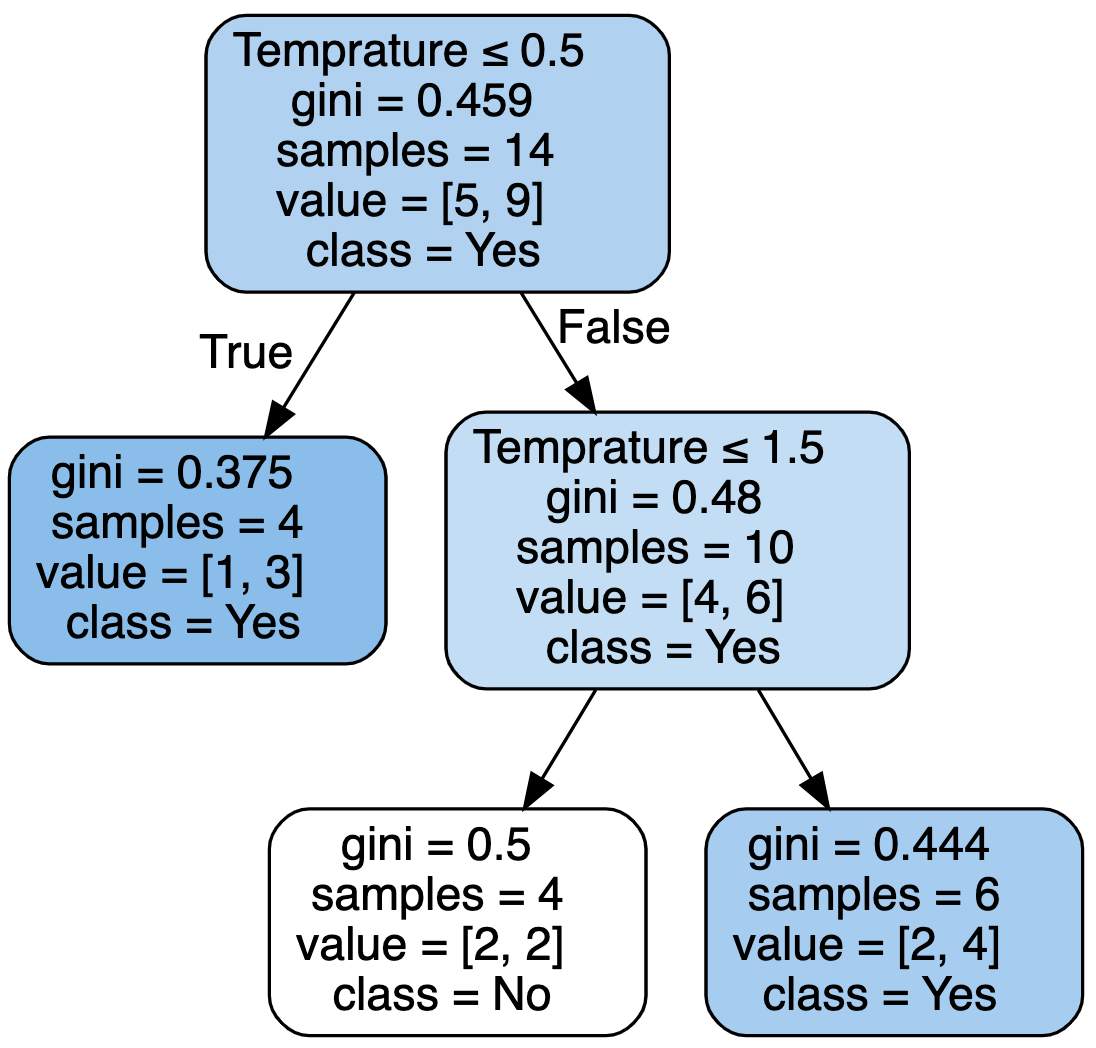 Temprature ≤ 0.5
gini = 0.459
samples = 14
value = [5, 9]
class = Yes
True
False
gini = 0.375
samples = 4
value = [1, 3]
class = Yes
Temprature ≤ 1.5
gini = 0.48
samples = 10
value = [4, 6]
class = Yes
gini = 0.5
samples = 4
value = [2, 2]
class = No
gini = 0.444
samples = 6
value = [2, 4]
class = Yes